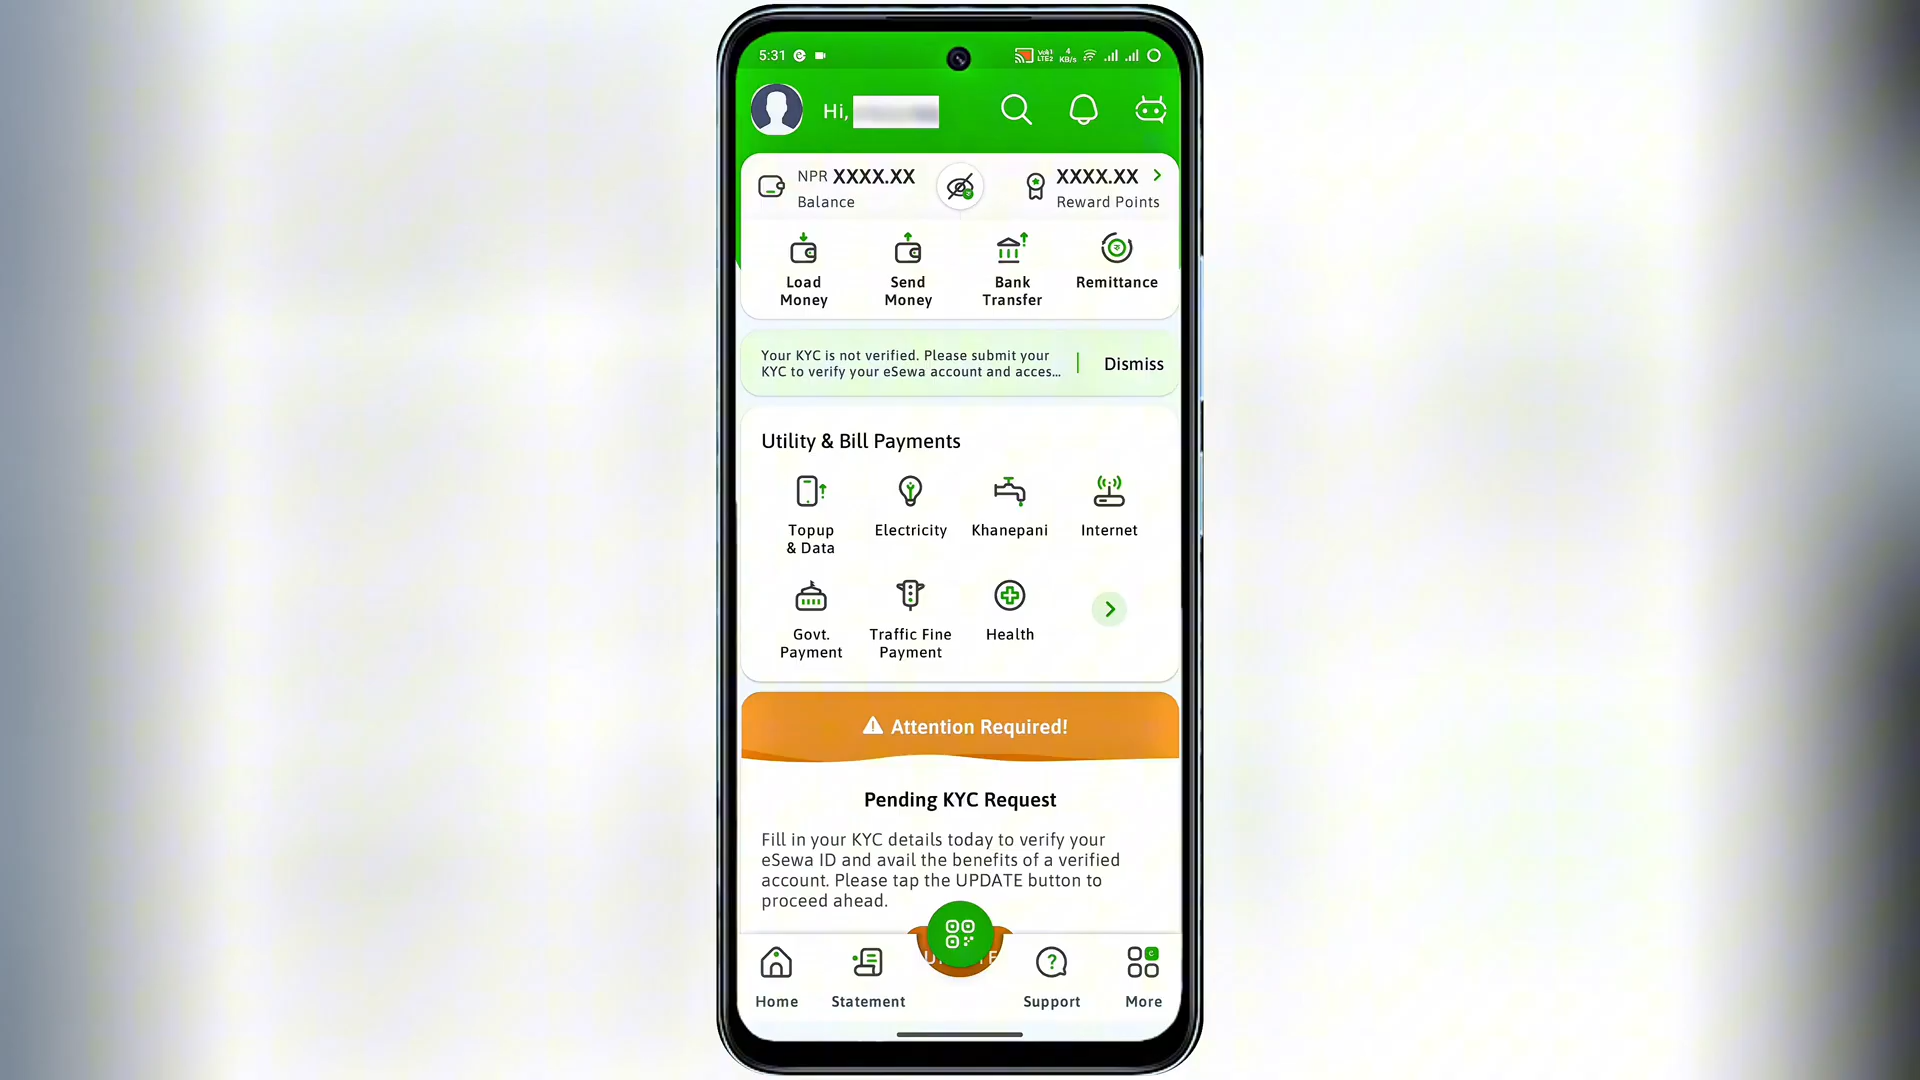 5:31
VoLTE1
LTE2
4
KB/s
Hi,
NPR XXXX.XX
Balance
XXXX.XX
Reward Points
Load
Money
Send
Money
Bank
Transfer
Remittance
Your KYC is not verified. Please submit your
KYC to verify your eSewa account and acces...
Dismiss
Utility & Bill Payments
Topup
& Data
Electricity
Khanepani
Internet
Govt.
Payment
Traffic Fine
Payment
Health
Attention Required!
Pending KYC Request
Fill in your KYC details today to verify your
eSewa ID and avail the benefits of a verified
account. Please tap the UPDATE button to
proceed ahead.
Home
Statement
Support
More